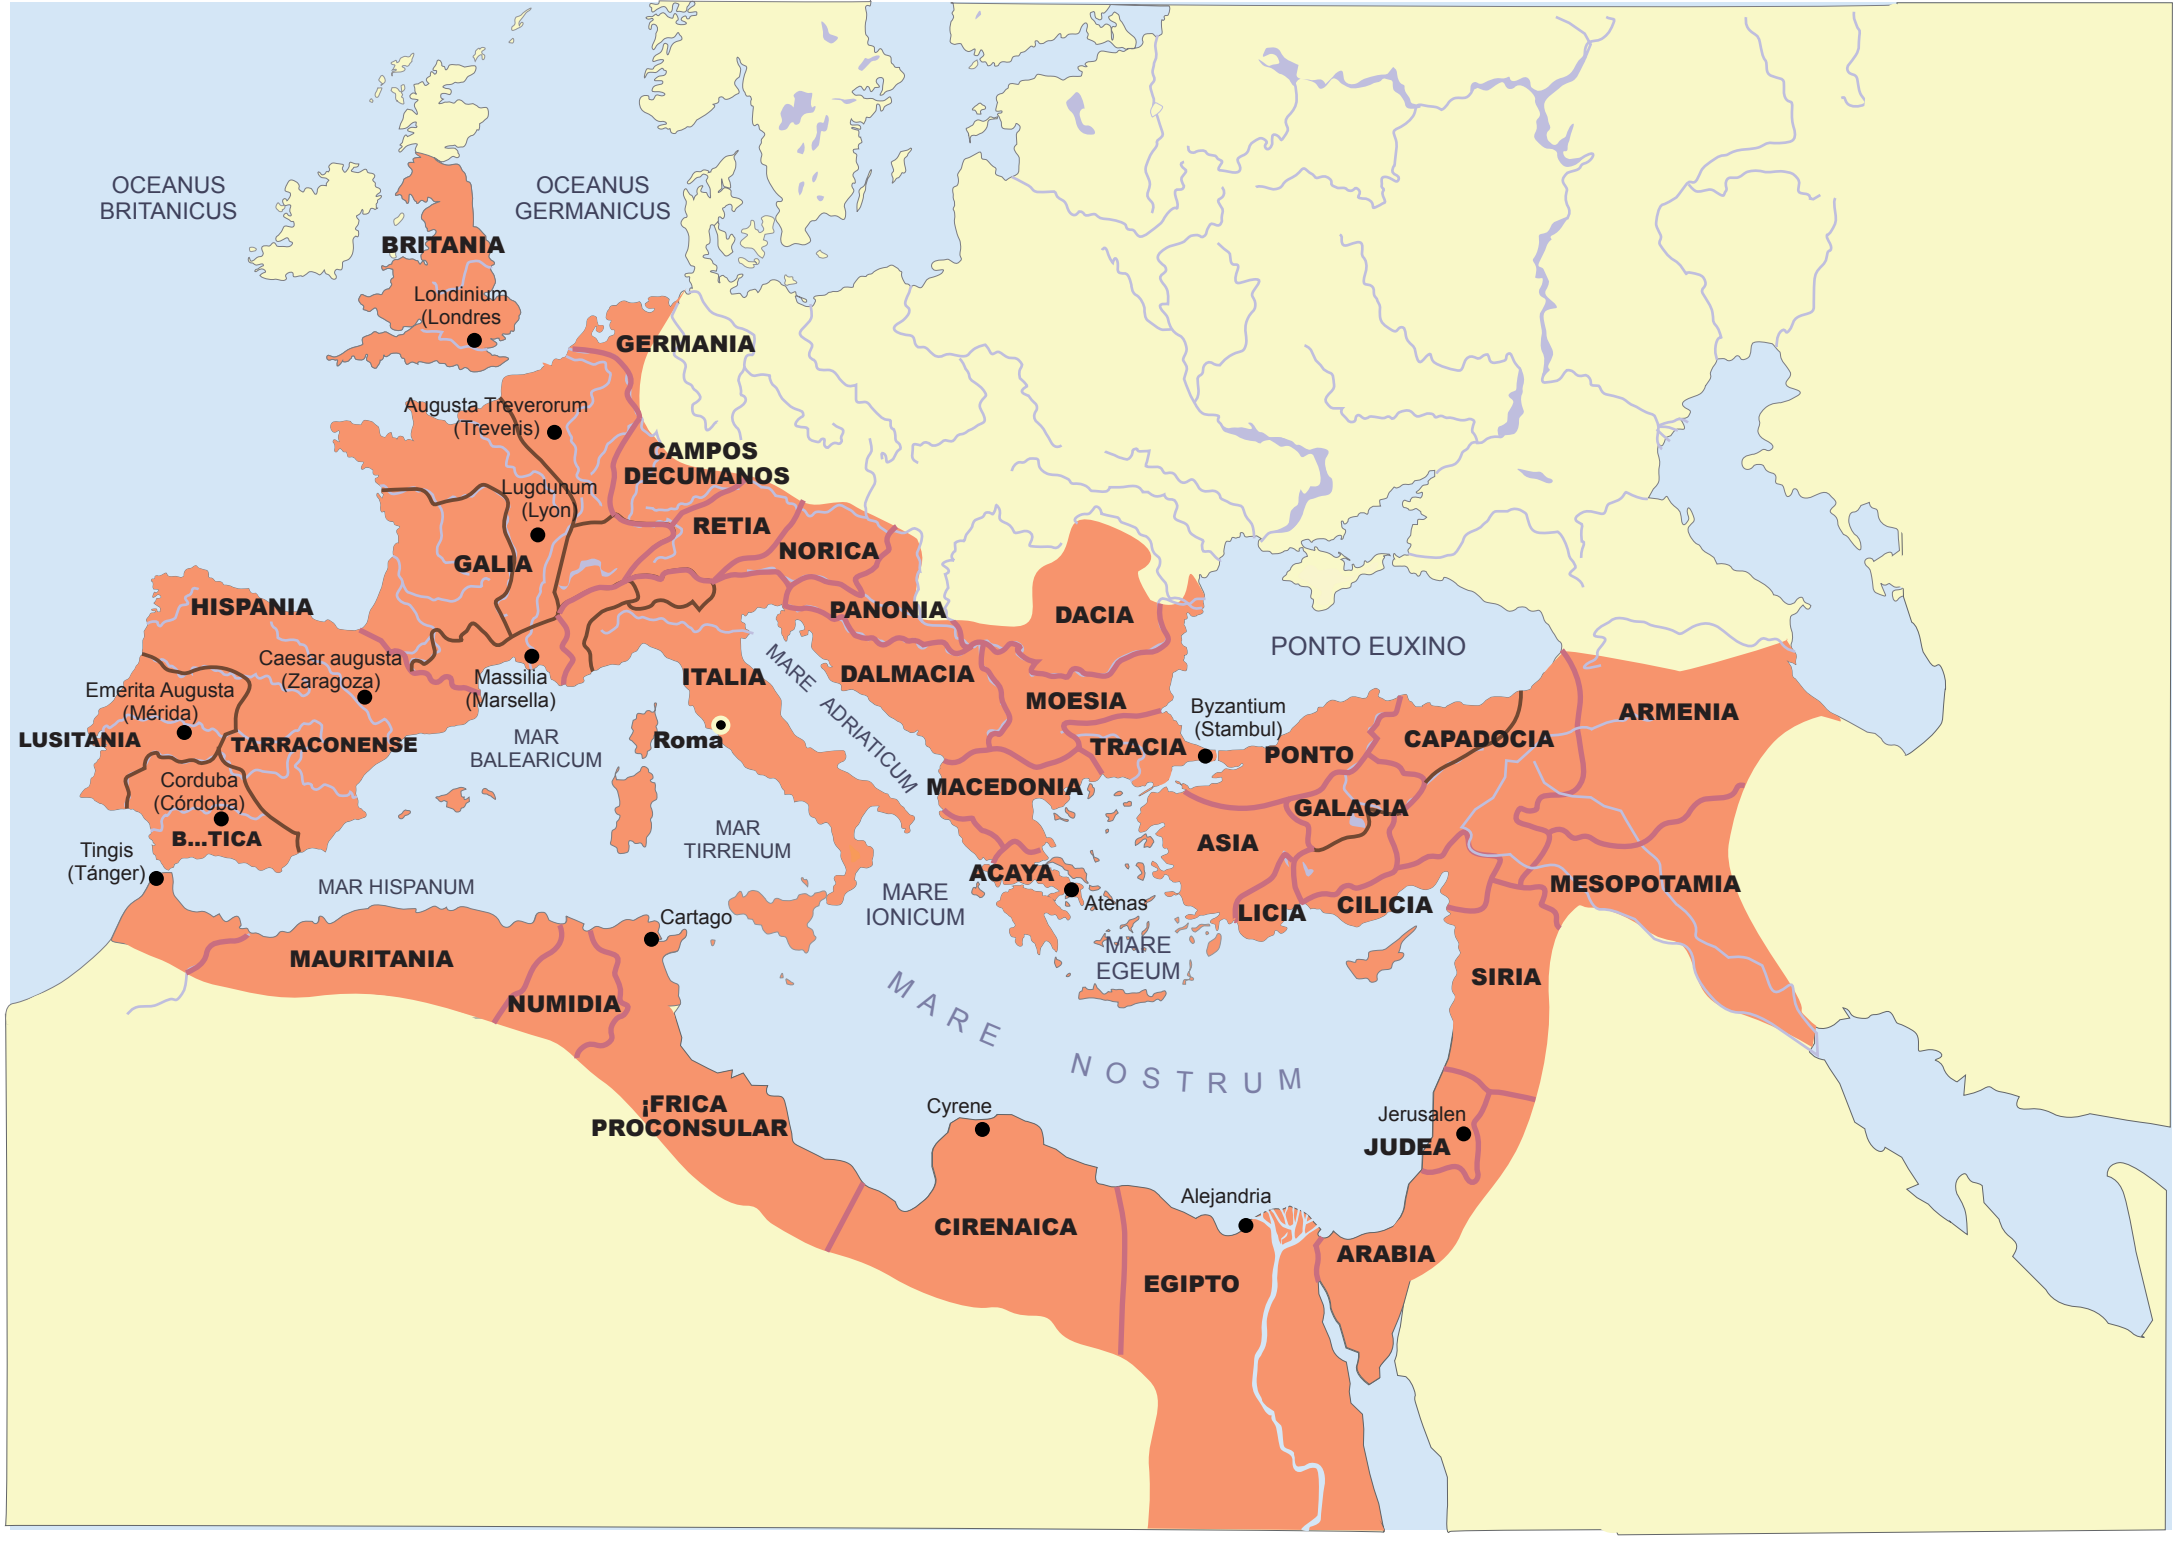 OCEANUS
BRITANICUS
OCEANUS
GERMANICUS
BRITANIA
Londinium
(Londres
GERMANIA
Augusta Treverorum
(Treveris)
CAMPOS
DECUMANOS
Lugdunum
(Lyon)
RETIA
NORICA
GALIA
HISPANIA
PANONIA
DACIA
PONTO EUXINO
Caesar augusta
(Zaragoza)
Massilia
(Marsella)
ITALIA
MARE ADRIATICUM
DALMACIA
MOESIA
Emerita Augusta
(Mérida)
LUSITANIA
TARRACONENSE
MAR
BALEARICUM
Roma
Byzantium
(Stambul)
TRACIA
PONTO
CAPADOCIA
ARMENIA
Corduba
(Córdoba)
B...TICA
MACEDONIA
GALACIA
ASIA
MAR
TIRRENUM
Tingis
(Tánger)
MAR HISPANUM
MARE
IONICUM
ACAYA
Atenas
LICIA
CILICIA
MESOPOTAMIA
Cartago
MARE
EGEUM
MAURITANIA
NUMIDIA
SIRIA
MARE NOSTRUM
¡FRICA
PROCONSULAR
Cyrene
Jerusalen
JUDEA
Alejandria
CIRENAICA
EGIPTO
ARABIA